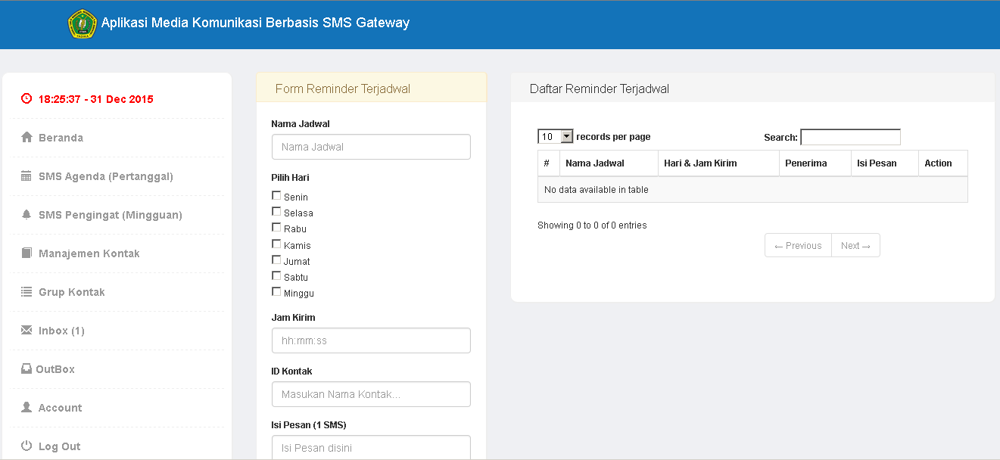 Aplikasi Media Komunikasi Berbasis SMS Gateway
18:25:37 - 31 Dec 2015
Beranda
SMS Agenda (Pertanggal)
SMS Pengingat (Mingguan)
Manajemen Kontak
Grup Kontak
Inbox (1)
OutBox
Account
Log Out
Form Reminder Terjadwal
Nama Jadwal
Nama Jadwal
Pilih Hari
Senin
Selasa
Rabu
Kamis
Jumat
Sabtu
Minggu
Jam Kirim
hh:mm:ss
ID Kontak
Masukan Nama Kontak...
Isi Pesan (1 SMS)
Isi Pesan disini
Daftar Reminder Terjadwal
10 records per page Search:
# Nama Jadwal Hari & Jam Kirim Penerima Isi Pesan Action
No data available in table
Showing 0 to 0 of 0 entries
← Previous Next →